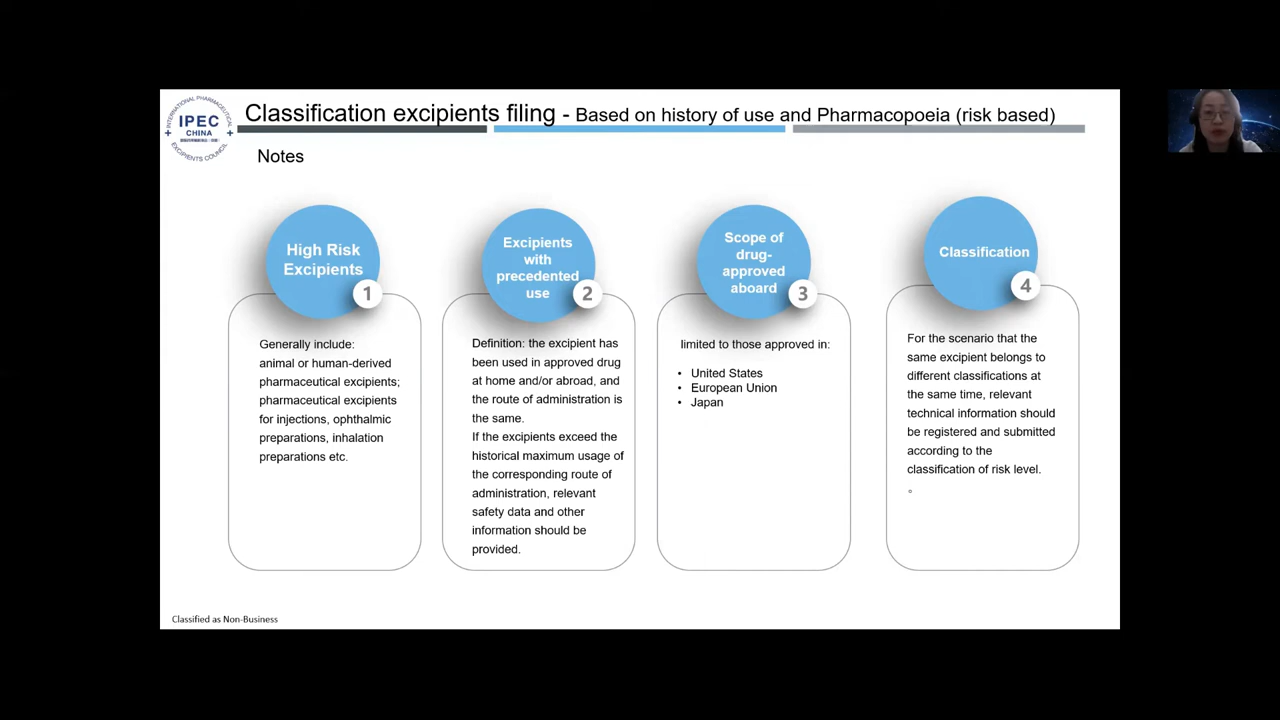 INTERNATIONAL PHARMACEUTICAL
IPEC
CHINA
EXCIPIENTS COUNCIL
Classification excipients filing - Based on history of use and Pharmacopoeia (risk based)
Notes
High Risk
Excipients
1
Generally include:
animal or human-derived
pharmaceutical excipients;
pharmaceutical excipients
for injections, ophthalmic
preparations, inhalation
preparations etc.
Excipients
with
precedented
use
2
Definition: the excipient has
been used in approved drug
at home and/or abroad, and
the route of administration is
the same.
If the excipients exceed the
historical maximum usage of
the corresponding route of
administration, relevant
safety data and other
information should be
provided.
Scope of
drug-
approved
aboard
3
limited to those approved in:
• United States
• European Union
• Japan
Classification
4
For the scenario that the
same excipient belongs to
different classifications at
the same time, relevant
technical information should
be registered and submitted
according to the
classification of risk level.
。
Classified as Non-Business